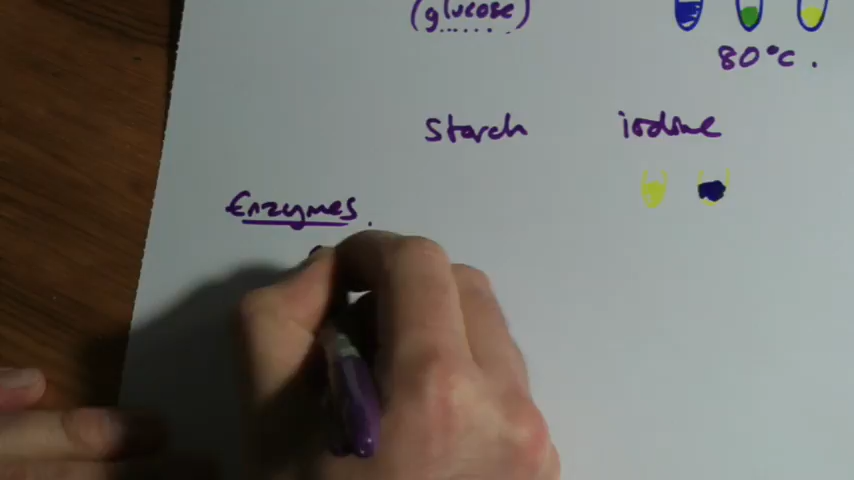 (glucose)
80°C.
starch iodine
Enzymes.